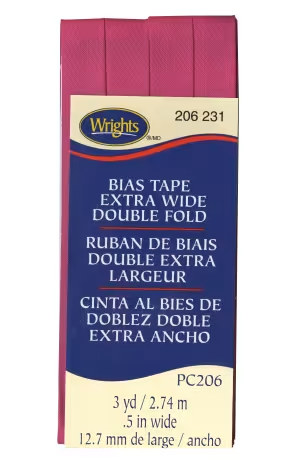 206 231
Wrights
®/MD
BIAS TAPE
EXTRA WIDE
DOUBLE FOLD
RUBAN DE BIAIS
DOUBLE EXTRA
LARGEUR
CINTA AL BIES DE
DOBLEZ DOBLE
EXTRA ANCHO
PC206
3 yd / 2.74 m
.5 in wide
12.7 mm de large / ancho